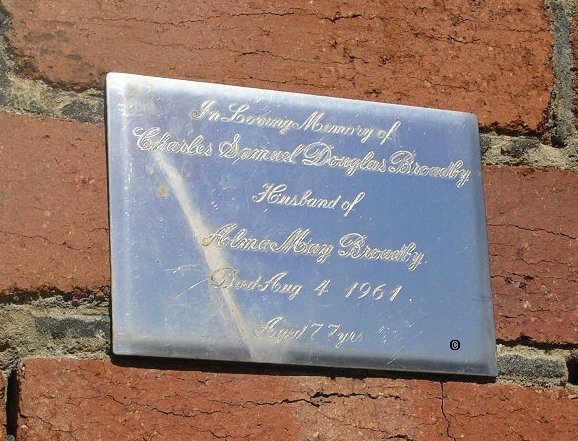 In Loving Memory of
Charles Samuel Douglas Broadby
Husband of
Alma May Broadby
Died Aug 4 1961
Aged 77 yrs
©